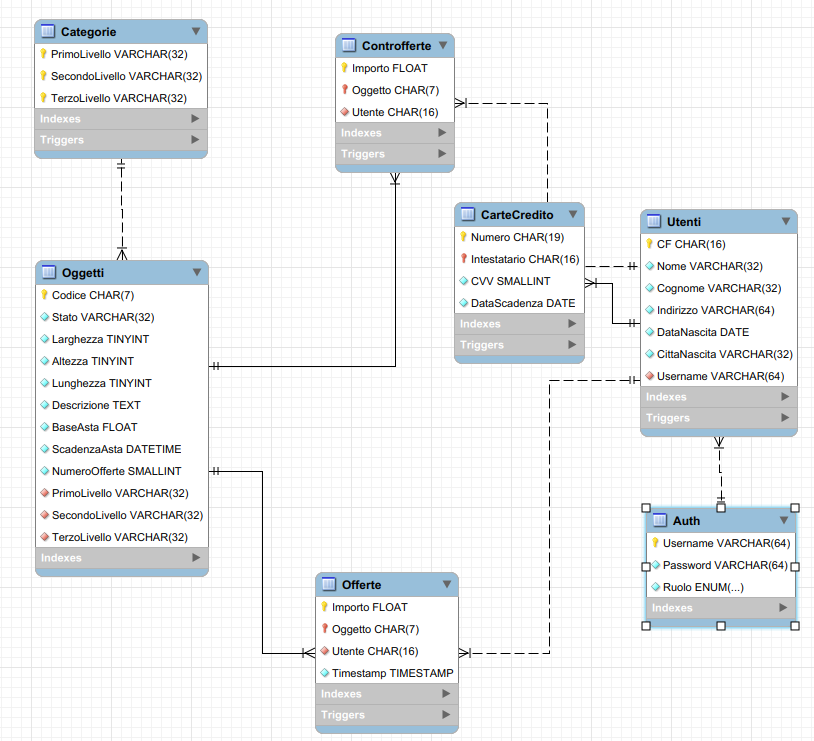 Categorie
PrimoLivello VARCHAR(32)
SecondoLivello VARCHAR(32)
TerzoLivello VARCHAR(32)
Indexes
Triggers
Controfferte
Importo FLOAT
Oggetto CHAR(7)
Utente CHAR(16)
Indexes
Triggers
CarteCredito
Numero CHAR(19)
Intestatario CHAR(16)
CVV SMALLINT
DataScadenza DATE
Indexes
Triggers
Utenti
CF CHAR(16)
Nome VARCHAR(32)
Cognome VARCHAR(32)
Indirizzo VARCHAR(64)
DataNascita DATE
CittaNascita VARCHAR(32)
Username VARCHAR(64)
Indexes
Triggers
Oggetti
Codice CHAR(7)
Stato VARCHAR(32)
Larghezza TINYINT
Altezza TINYINT
Lunghezza TINYINT
Descrizione TEXT
BaseAsta FLOAT
ScadenzaAsta DATETIME
NumeroOfferte SMALLINT
PrimoLivello VARCHAR(32)
SecondoLivello VARCHAR(32)
TerzoLivello VARCHAR(32)
Indexes
Auth
Username VARCHAR(64)
Password VARCHAR(64)
Ruolo ENUM(...)
Indexes
Offerte
Importo FLOAT
Oggetto CHAR(7)
Utente CHAR(16)
Timestamp TIMESTAMP
Indexes
Triggers